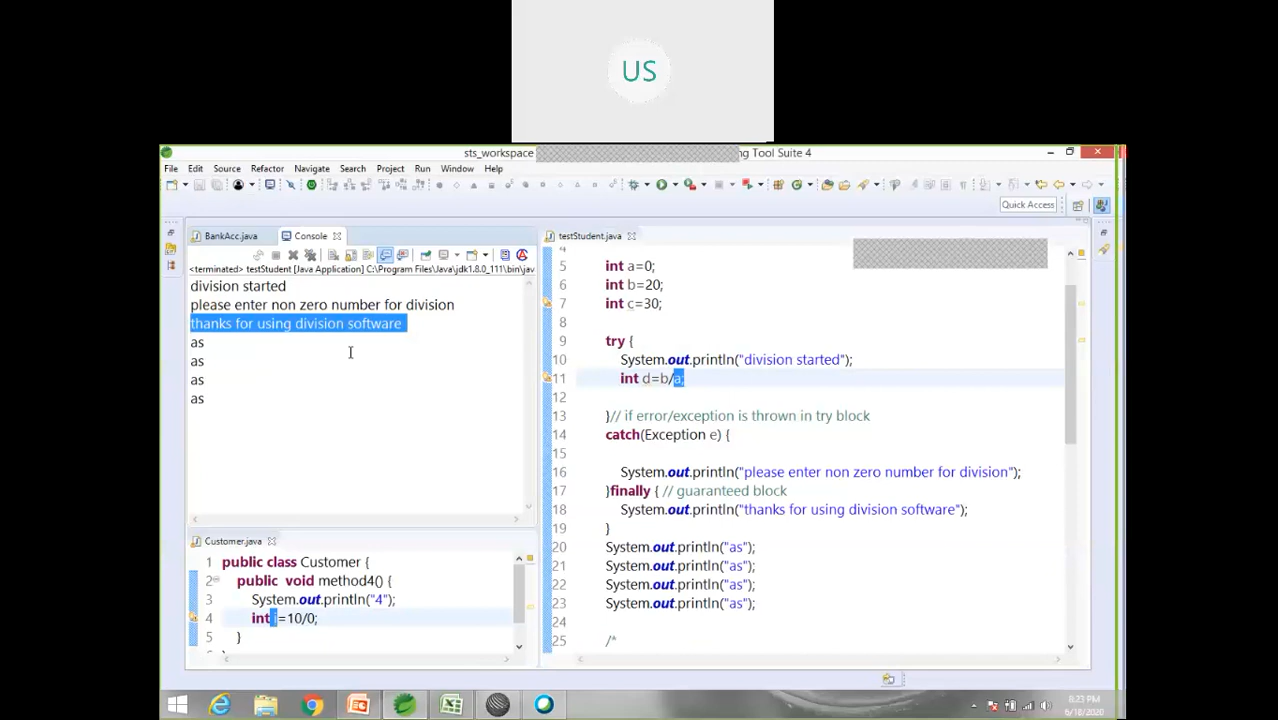 US
sts_workspace
ng Tool Suite 4
File Edit Source Refactor Navigate Search Project Run Window Help
Quick Access
BankAcc.java Console
<terminated> testStudent [Java Application] C:\Program Files\Java\jdk1.8.0_111\bin\jav
division started
please enter non zero number for division
thanks for using division software
as
as
as
as
Customer.java
1 public class Customer {
2 public void method4() {
3 System.out.println("4");
4 int i=10/0;
5 }
testStudent.java
4
5 int a=0;
6 int b=20;
7 int c=30;
8
9 try {
10 System.out.println("division started");
11 int d=b/a;
12
13 }// if error/exception is thrown in try block
14 catch(Exception e) {
15
16 System.out.println("please enter non zero number for division");
17 }finally { // guaranteed block
18 System.out.println("thanks for using division software");
19 }
20 System.out.println("as");
21 System.out.println("as");
22 System.out.println("as");
23 System.out.println("as");
24
25 /*
8:23 PM
6/18/2020